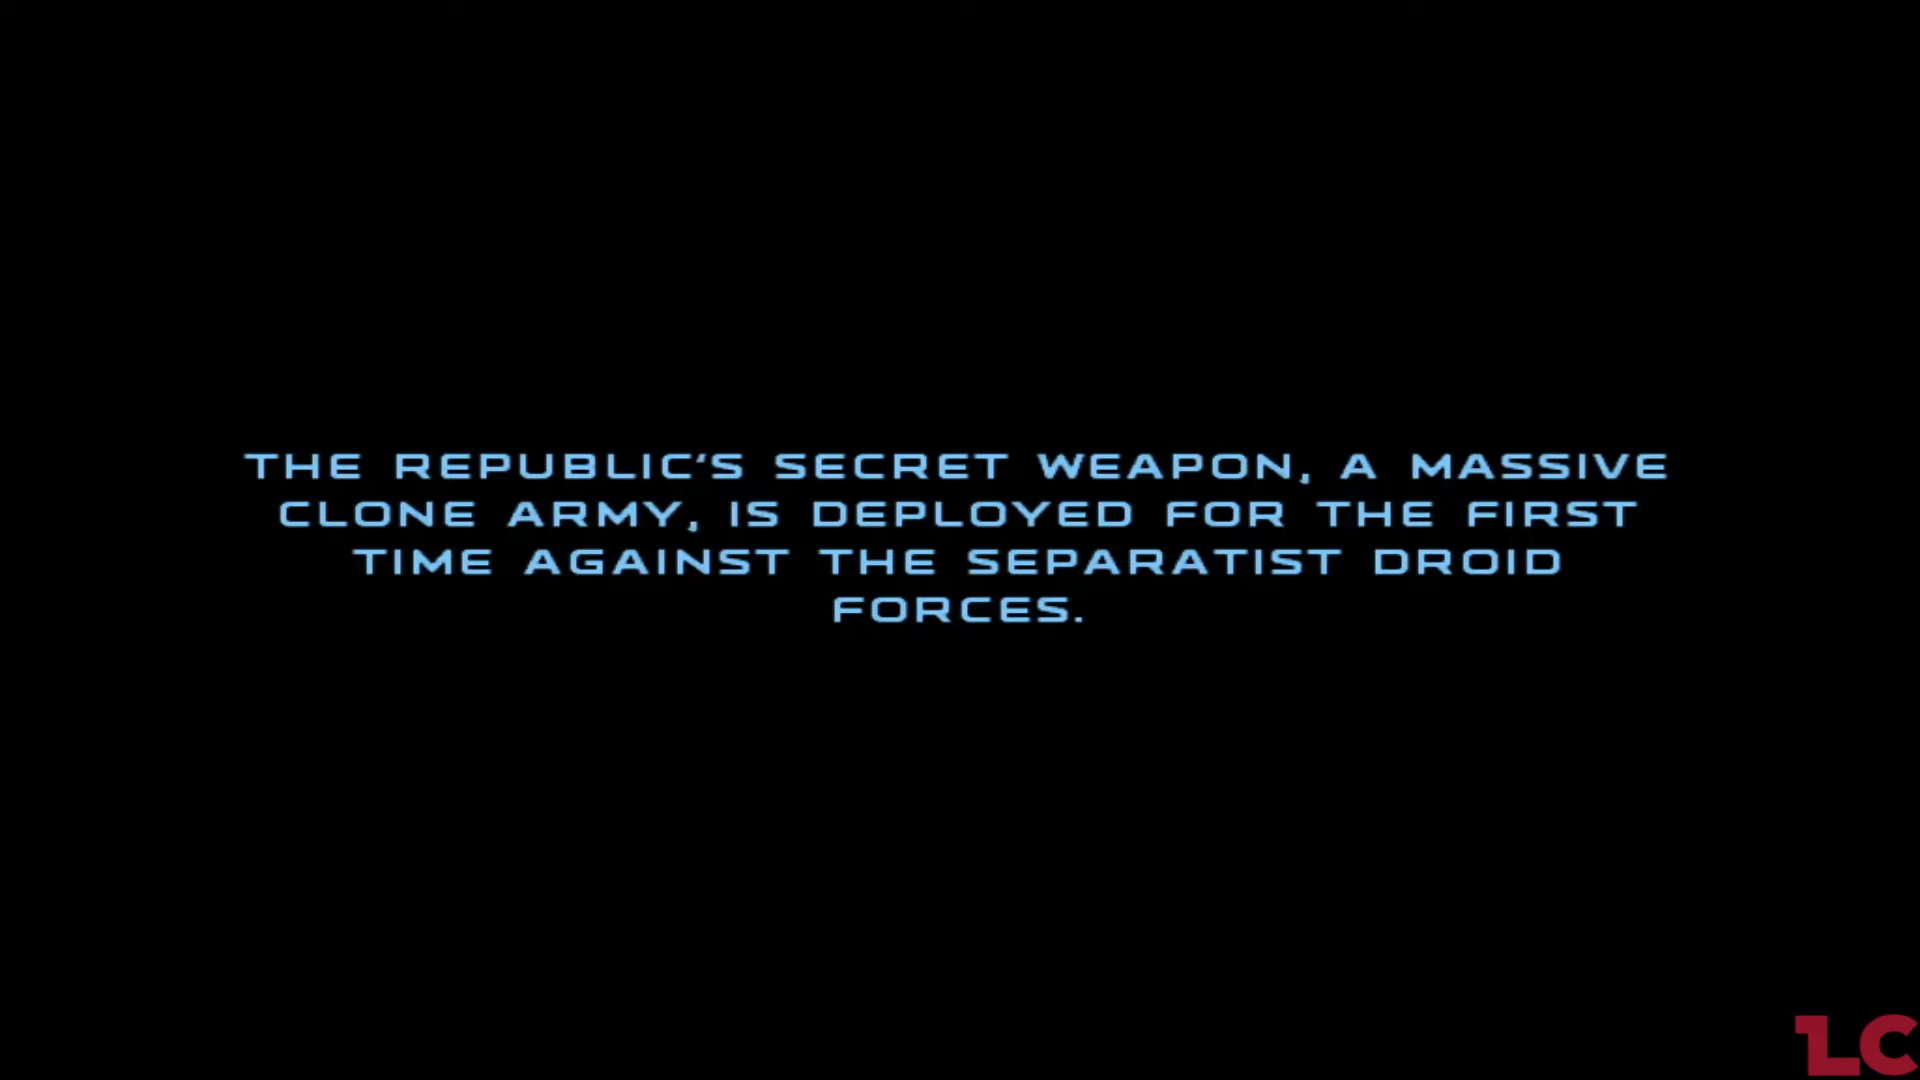 THE REPUBLIC'S SECRET WEAPON, A MASSIVE
CLONE ARMY, IS DEPLOYED FOR THE FIRST
TIME AGAINST THE SEPARATIST DROID
FORCES.
LC